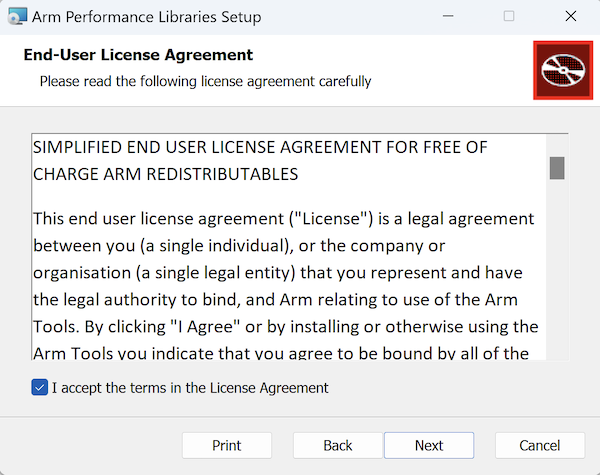 Arm Performance Libraries Setup
End-User License Agreement
Please read the following license agreement carefully
SIMPLIFIED END USER LICENSE AGREEMENT FOR FREE OF
CHARGE ARM REDISTRIBUTABLES
This end user license agreement ("License") is a legal agreement
between you (a single individual), or the company or
organisation (a single legal entity) that you represent and have
the legal authority to bind, and Arm relating to use of the Arm
Tools. By clicking "I Agree" or by installing or otherwise using the
Arm Tools you indicate that you agree to be bound by all of the
I accept the terms in the License Agreement
Print Back Next Cancel